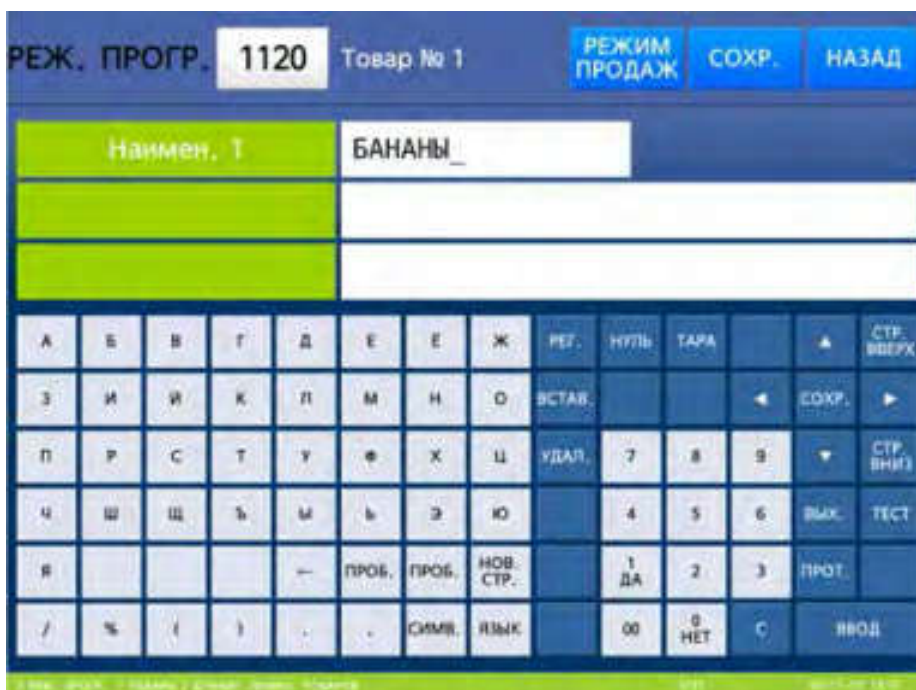 РЕЖ. ПРОГР. 1120 Товар № 1 РЕЖИМ ПРОДАЖ СОХР. НАЗАД
Наимен. 1 БАНАНЫ_
А Б В Г Д Е Ё Ж РЕГ. НУЛЬ ТАРА ▲ СТР. ВВЕРХ
З И Й К Л М Н О ВСТАВ. ◄ СОХР. ►
П Р С Т У Ф Х Ц УДАЛ. 7 8 9 ▼ СТР. ВНИЗ
Ч Ш Щ Ъ Ы Ь Э Ю 4 5 6 ВЫХ. ТЕСТ
Я ← ПРОБ. ПРОБ. НОВ. СТР. 1 ДА 2 3 ПРОТ.
/ % ( ) СИМВ. ЯЗЫК 00 0 НЕТ C ВВОД